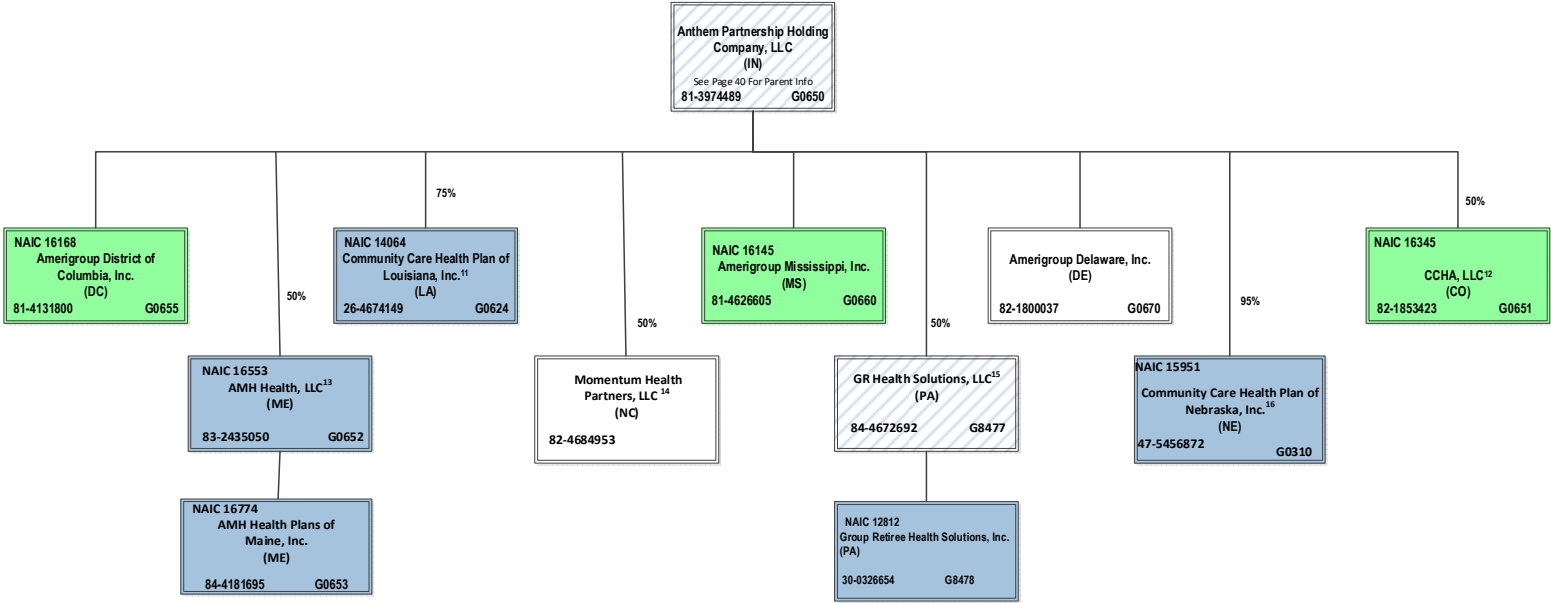 Anthem Partnership Holding
Company, LLC
(IN)
See Page 40 For Parent Info
81-3974489 G0650
75%
50%
NAIC 16168
Amerigroup District of
Columbia, Inc.
(DC)
81-4131800 G0655
50%
NAIC 14064
Community Care Health Plan of
Louisiana, Inc.¹¹
(LA)
26-4674149 G0624
50%
NAIC 16145
Amerigroup Mississippi, Inc.
(MS)
81-4626605 G0660
50%
Amerigroup Delaware, Inc.
(DE)
82-1800037 G0670
95%
NAIC 16345
CCHA, LLC¹²
(CO)
82-1853423 G0651
NAIC 16553
AMH Health, LLC¹³
(ME)
83-2435050 G0652
Momentum Health
Partners, LLC ¹⁴
(NC)
82-4684953
GR Health Solutions, LLC¹⁵
(PA)
84-4672692 G8477
NAIC 15951
Community Care Health Plan of
Nebraska, Inc.¹⁶
(NE)
47-5456872 G0310
NAIC 16774
AMH Health Plans of
Maine, Inc.
(ME)
84-4181695 G0653
NAIC 12812
Group Retiree Health Solutions, Inc.
(PA)
30-0326654 G8478